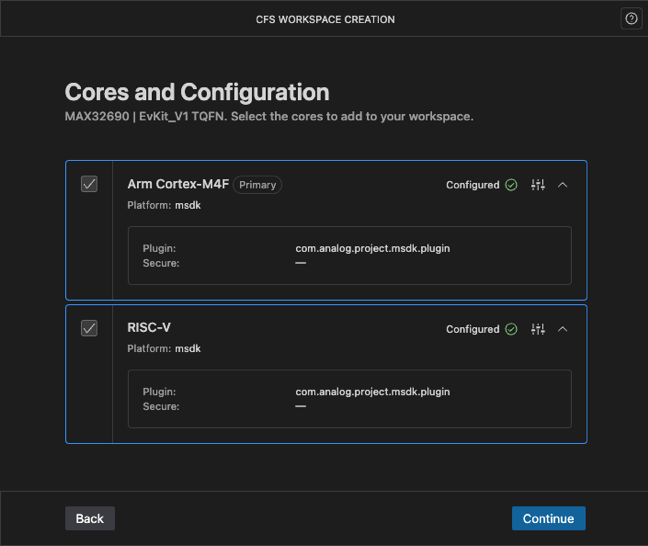 CFS WORKSPACE CREATION
Cores and Configuration
MAX32690 | EvKit_V1 TQFN. Select the cores to add to your workspace.
Arm Cortex-M4F Primary Configured
Platform: msdk
Plugin: com.analog.project.msdk.plugin
Secure: —
RISC-V Configured
Platform: msdk
Plugin: com.analog.project.msdk.plugin
Secure: —
Back Continue